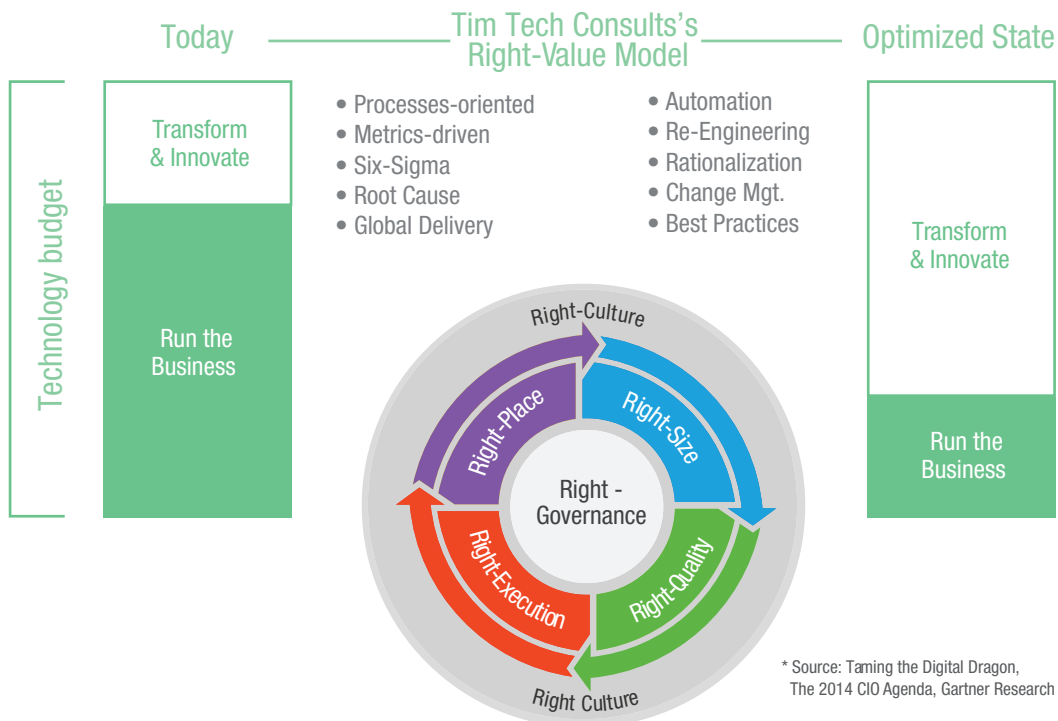 Today
Tim Tech Consults's
Right-Value Model
Optimized State
Technology budget
Transform
& Innovate
Run the
Business
• Processes-oriented
• Metrics-driven
• Six-Sigma
• Root Cause
• Global Delivery
• Automation
• Re-Engineering
• Rationalization
• Change Mgt.
• Best Practices
Right-Culture
Right-Place
Right-Size
Right -
Governance
Right-Execution
Right-Quality
Right Culture
Transform
& Innovate
Run the
Business
* Source: Taming the Digital Dragon,
The 2014 CIO Agenda, Gartner Research